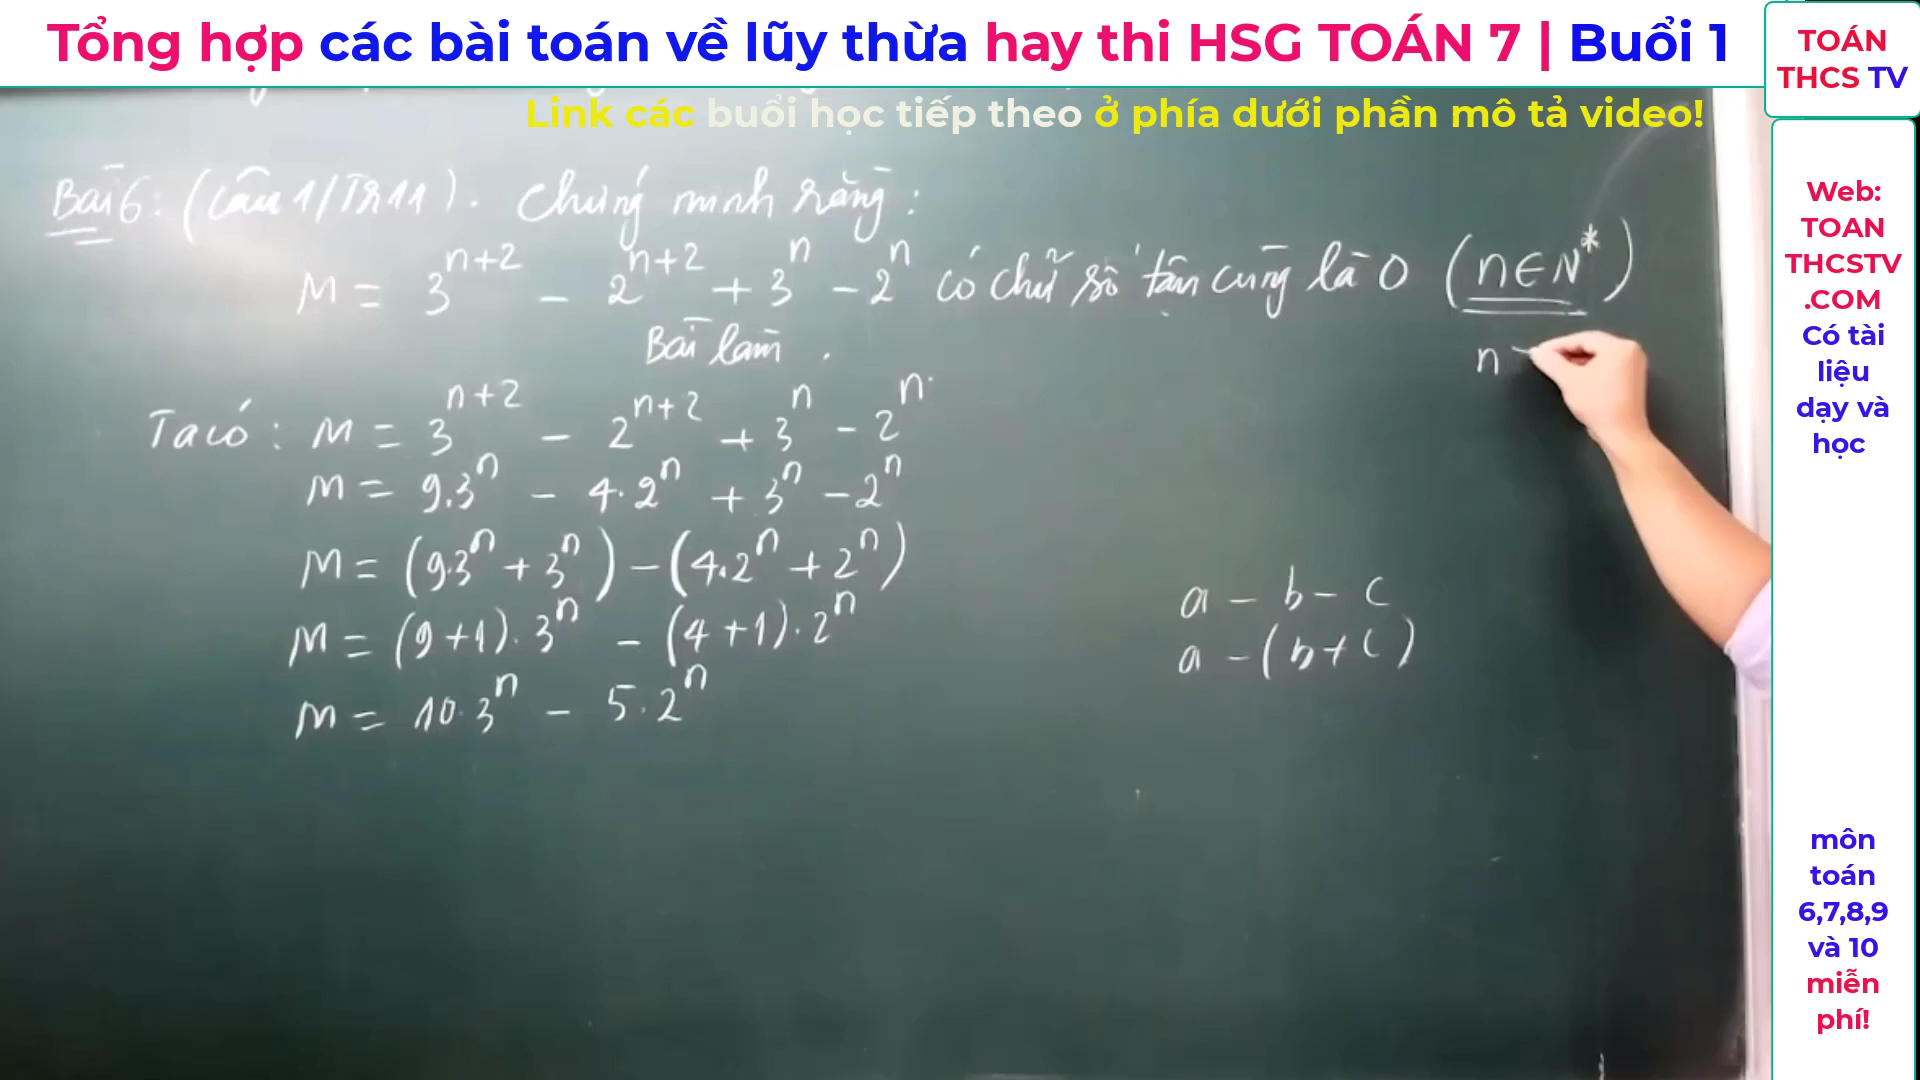 Tổng hợp các bài toán về lũy thừa hay thi HSG TOÁN 7 | Buổi 1
TOÁN
THCS TV
Link các buổi học tiếp theo ở phía dưới phần mô tả video!
Bài 6: (Câu 1/Tr11). Chứng minh rằng:
M = 3^{n+2} - 2^{n+2} + 3^n - 2^n có chữ số tận cùng là 0 (n ∈ N*)
n
Bài làm.
Ta có: M = 3^{n+2} - 2^{n+2} + 3^n - 2^n
M = 9.3^n - 4.2^n + 3^n - 2^n
M = (9.3^n + 3^n) - (4.2^n + 2^n)
M = (9+1).3^n - (4+1).2^n
M = 10.3^n - 5.2^n
a - b - c
a - (b+c)
Web:
TOAN
THCSTV
.COM
Có tài
liệu
dạy và
học
môn
toán
6,7,8,9
và 10
miễn
phí!